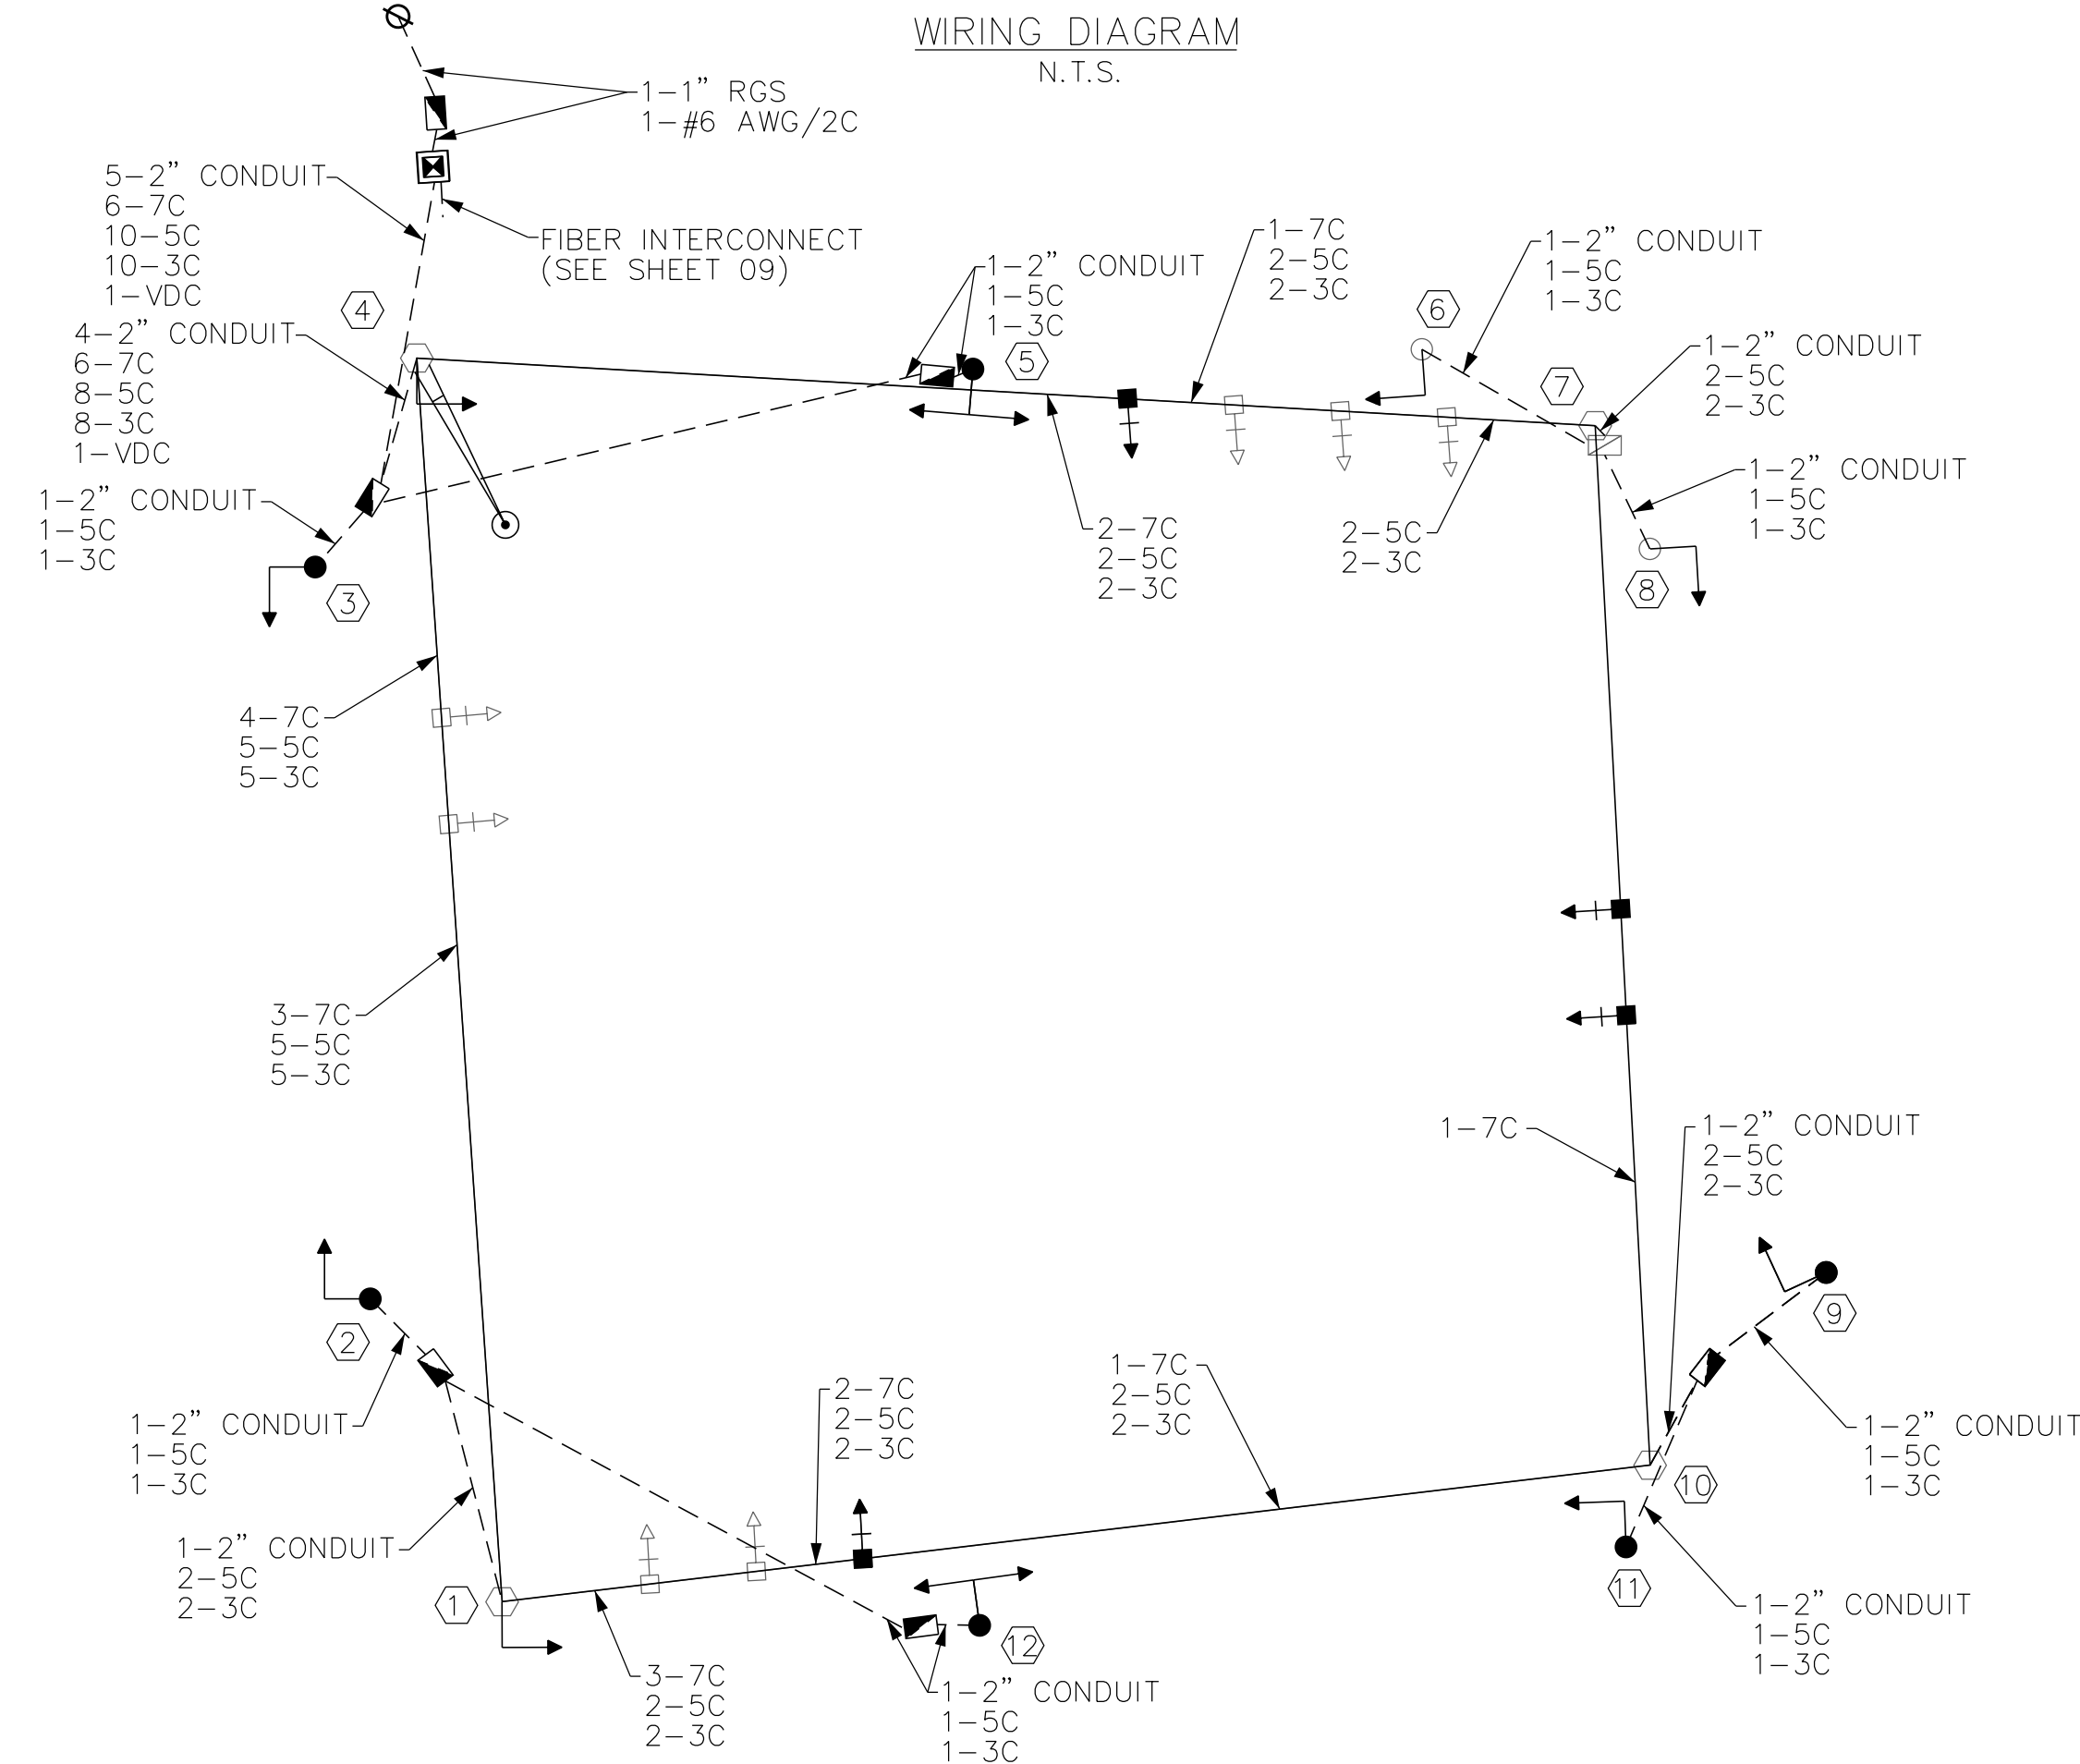 WIRING DIAGRAM
N.T.S.
1-1" RGS
1-#6 AWG/2C
5-2" CONDUIT
6-7C
10-5C
10-3C
1-VDC
FIBER INTERCONNECT
(SEE SHEET 09)
4
4-2" CONDUIT
6-7C
8-5C
8-3C
1-VDC
1-2" CONDUIT
1-5C
1-3C
5
1-7C
2-5C
2-3C
1-2" CONDUIT
1-5C
1-3C
6
7
1-2" CONDUIT
2-5C
2-3C
1-2" CONDUIT
1-5C
1-3C
3
2-7C
2-5C
2-3C
2-5C
2-3C
1-2" CONDUIT
1-5C
1-3C
8
4-7C
5-5C
5-3C
3-7C
5-5C
5-3C
1-7C
1-2" CONDUIT
2-5C
2-3C
2
9
1-2" CONDUIT
1-5C
1-3C
2-7C
2-5C
2-3C
1-7C
2-5C
2-3C
1-2" CONDUIT
1-5C
1-3C
10
1-2" CONDUIT
2-5C
2-3C
1
11
1-2" CONDUIT
1-5C
1-3C
12
3-7C
2-5C
2-3C
1-2" CONDUIT
1-5C
1-3C